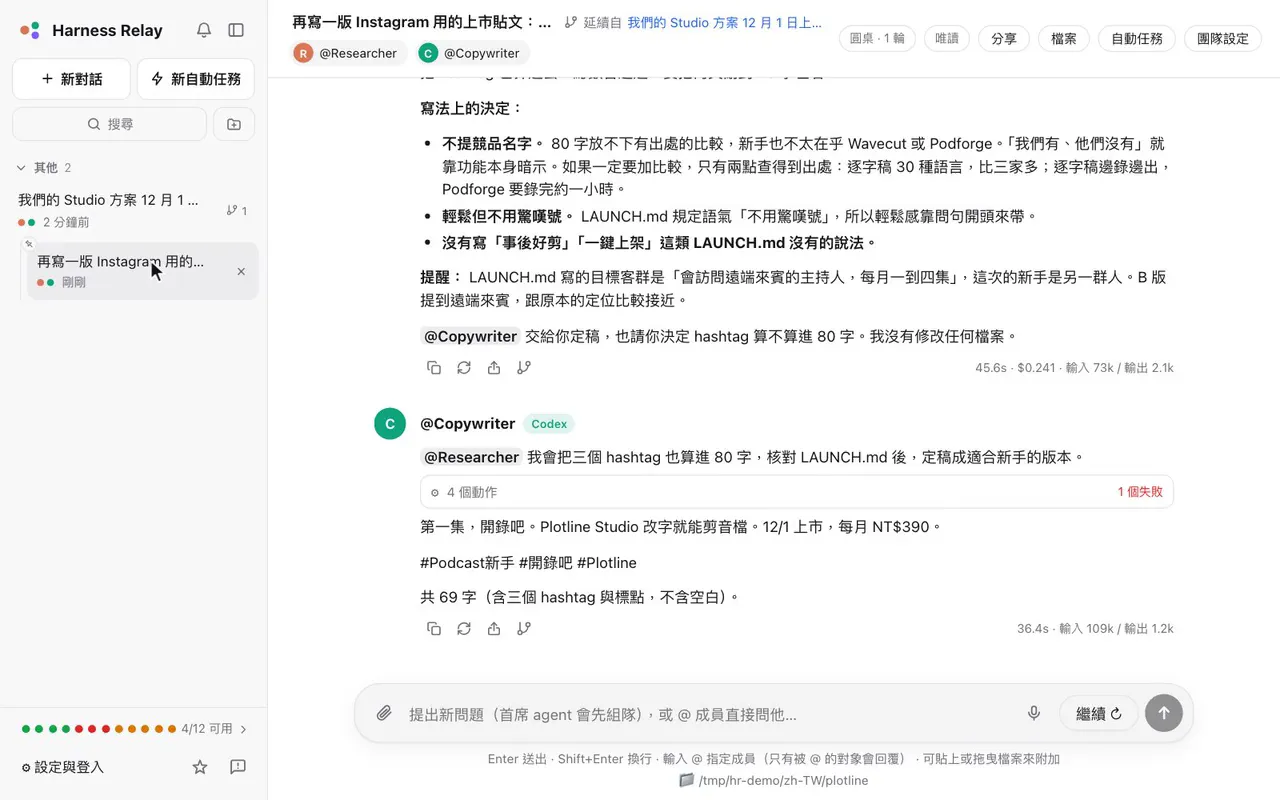 Harness Relay
+ 新對話
新自動任務
搜尋
其他 2
我們的 Studio 方案 12 月 1 ...
2 分鐘前
1
再寫一版 Instagram 用的...
剛剛
4/12 可用
設定與登入
再寫一版 Instagram 用的上市貼文：...
延續自 我們的 Studio 方案 12 月 1 日上...
R @Researcher
C @Copywriter
圓桌 · 1 輪
唯讀
分享
檔案
自動任務
團隊設定
寫法上的決定：
• 不提競品名字。 80 字放不下有出處的比較，新手也不太在乎 Wavecut 或 Podforge。「我們有、他們沒有」就
靠功能本身暗示。如果一定要加比較，只有兩點查得到出處：逐字稿 30 種語言，比三家多；逐字稿邊錄邊出，
Podforge 要錄完約一小時。
• 輕鬆但不用驚嘆號。 LAUNCH.md 規定語氣「不用驚嘆號」，所以輕鬆感靠問句開頭來帶。
• 沒有寫「事後好剪」「一鍵上架」這類 LAUNCH.md 沒有的說法。
提醒： LAUNCH.md 寫的目標客群是「會訪問遠端來賓的主持人，每月一到四集」，這次的新手是另一群人。B 版
提到遠端來賓，跟原本的定位比較接近。
@Copywriter 交給你定稿，也請你決定 hashtag 算不算進 80 字。我沒有修改任何檔案。
45.6s · $0.241 · 輸入 73k / 輸出 2.1k
C @Copywriter Codex
@Researcher 我會把三個 hashtag 也算進 80 字，核對 LAUNCH.md 後，定稿成適合新手的版本。
4 個動作
1 個失敗
第一集，開錄吧。Plotline Studio 改字就能剪音檔。12/1 上市，每月 NT$390。
#Podcast新手 #開錄吧 #Plotline
共 69 字（含三個 hashtag 與標點，不含空白）。
36.4s · 輸入 109k / 輸出 1.2k
提出新問題（首席 agent 會先組隊），或 @ 成員直接問他...
繼續
Enter 送出 · Shift+Enter 換行 · 輸入 @ 指定成員（只有被 @ 的對象會回覆） · 可貼上或拖曳檔案來附加
/tmp/hr-demo/zh-TW/plotline